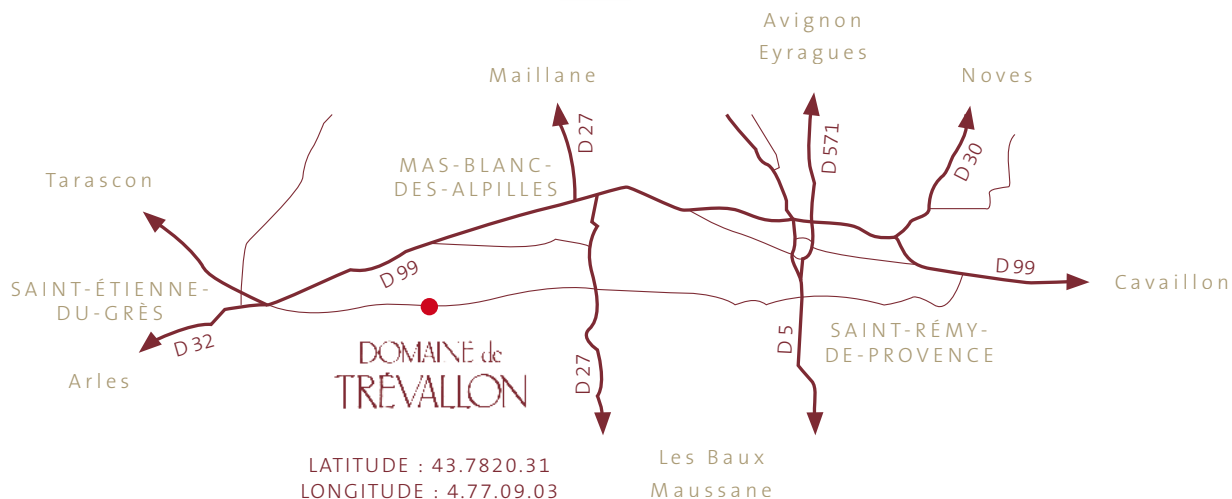 Avignon
Eyragues
Maillane
Noves
D 27
D 571
D 30
MAS-BLANC-
DES-ALPILLES
Tarascon
D 99
D 99
Cavaillon
SAINT-ÉTIENNE-
DU-GRÈS
D 32
Arles
DOMAINE de
TRÉVALLON
D 27
D 5
SAINT-RÉMY-
DE-PROVENCE
LATITUDE : 43.7820.31
LONGITUDE : 4.77.09.03
Les Baux
Maussane